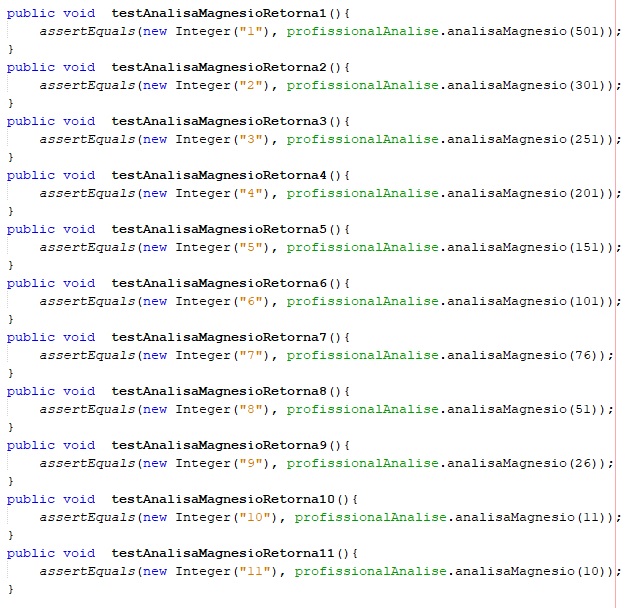 public void  testAnalisaMagnesioRetorna1(){
    assertEquals(new Integer("1"), profissionalAnalise.analisaMagnesio(501));
}
public void  testAnalisaMagnesioRetorna2(){
    assertEquals(new Integer("2"), profissionalAnalise.analisaMagnesio(301));
}
public void  testAnalisaMagnesioRetorna3(){
    assertEquals(new Integer("3"), profissionalAnalise.analisaMagnesio(251));
}
public void  testAnalisaMagnesioRetorna4(){
    assertEquals(new Integer("4"), profissionalAnalise.analisaMagnesio(201));
}
public void  testAnalisaMagnesioRetorna5(){
    assertEquals(new Integer("5"), profissionalAnalise.analisaMagnesio(151));
}
public void  testAnalisaMagnesioRetorna6(){
    assertEquals(new Integer("6"), profissionalAnalise.analisaMagnesio(101));
}
public void  testAnalisaMagnesioRetorna7(){
    assertEquals(new Integer("7"), profissionalAnalise.analisaMagnesio(76));
}
public void  testAnalisaMagnesioRetorna8(){
    assertEquals(new Integer("8"), profissionalAnalise.analisaMagnesio(51));
}
public void  testAnalisaMagnesioRetorna9(){
    assertEquals(new Integer("9"), profissionalAnalise.analisaMagnesio(26));
}
public void  testAnalisaMagnesioRetorna10(){
    assertEquals(new Integer("10"), profissionalAnalise.analisaMagnesio(11));
}
public void  testAnalisaMagnesioRetorna11(){
    assertEquals(new Integer("11"), profissionalAnalise.analisaMagnesio(10));
}